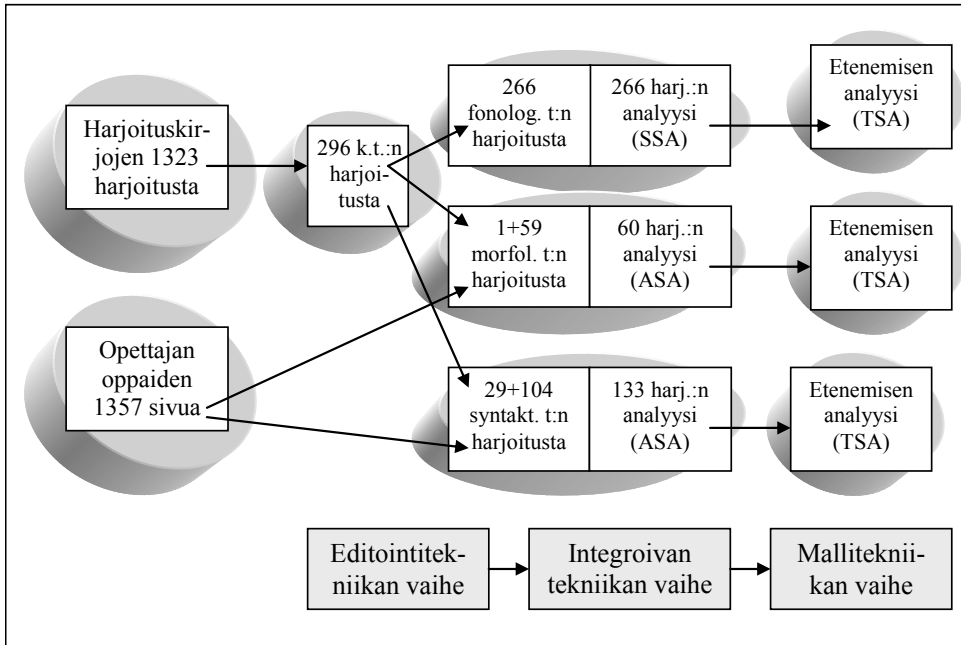 Harjoituskir-
jojen 1323
harjoitusta
296 k.t.:n
harjoi-
tusta
266
fonolog. t:n
harjoitusta
266 harj.:n
analyysi
(SSA)
Etenemisen
analyysi
(TSA)
1+59
morfol. t:n
harjoitusta
60 harj.:n
analyysi
(ASA)
Etenemisen
analyysi
(TSA)
Opettajan
oppaiden
1357 sivua
29+104
syntakt. t:n
harjoitusta
133 harj.:n
analyysi
(ASA)
Etenemisen
analyysi
(TSA)
Editointitek-
niikan vaihe
Integroivan
tekniikan vaihe
Malliteknii-
kan vaihe